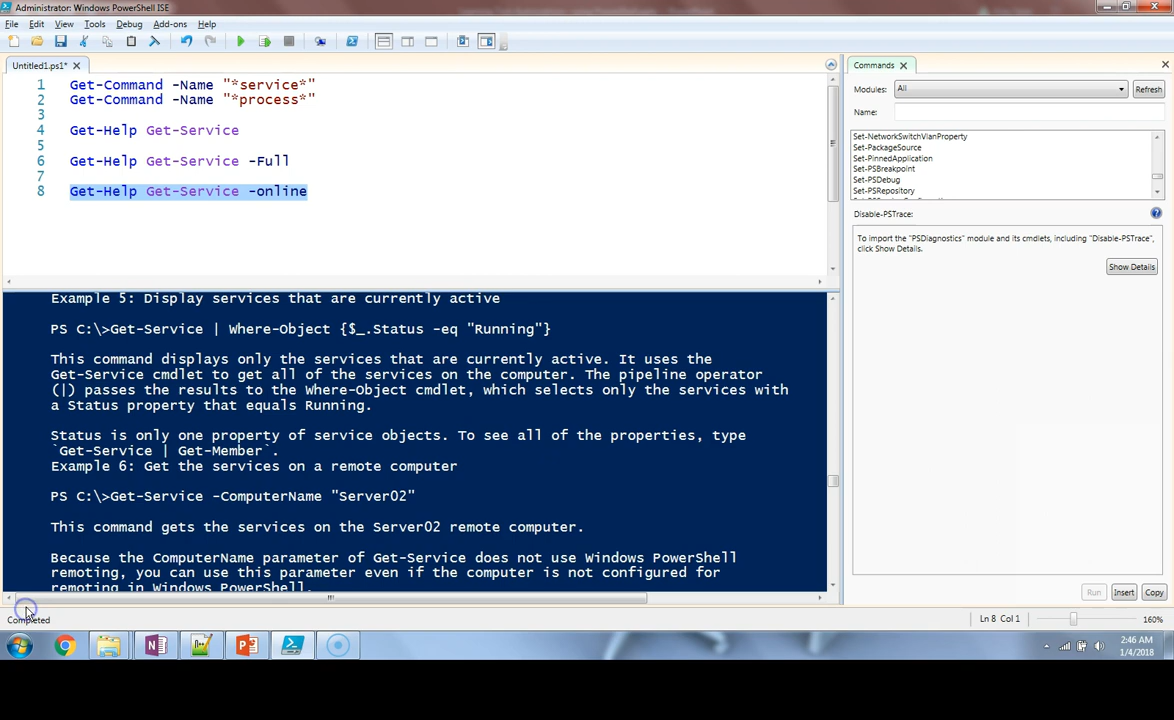 Administrator: Windows PowerShell ISE
File Edit View Tools Debug Add-ons Help
Untitled1.ps1* X
1 Get-Command -Name "*service*"
2 Get-Command -Name "*process*"
3
4 Get-Help Get-Service
5
6 Get-Help Get-Service -Full
7
8 Get-Help Get-Service -online
Example 5: Display services that are currently active
PS C:\>Get-Service | Where-Object {$_.Status -eq "Running"}
This command displays only the services that are currently active. It uses the
Get-Service cmdlet to get all of the services on the computer. The pipeline operator
(|) passes the results to the Where-Object cmdlet, which selects only the services with
a Status property that equals Running.
Status is only one property of service objects. To see all of the properties, type
`Get-Service | Get-Member`.
Example 6: Get the services on a remote computer
PS C:\>Get-Service -ComputerName "Server02"
This command gets the services on the Server02 remote computer.
Because the ComputerName parameter of Get-Service does not use Windows PowerShell
remoting, you can use this parameter even if the computer is not configured for
remoting in Windows PowerShell.
Commands X
Modules: All Refresh
Name:
Set-NetworkSwitchVlanProperty
Set-PackageSource
Set-PinnedApplication
Set-PSBreakpoint
Set-PSDebug
Set-PSRepository
Disable-PSTrace:
To import the "PSDiagnostics" module and its cmdlets, including "Disable-PSTrace",
click Show Details.
Show Details
Run Insert Copy
Completed
Ln 8 Col 1 160%
2:46 AM
1/4/2018